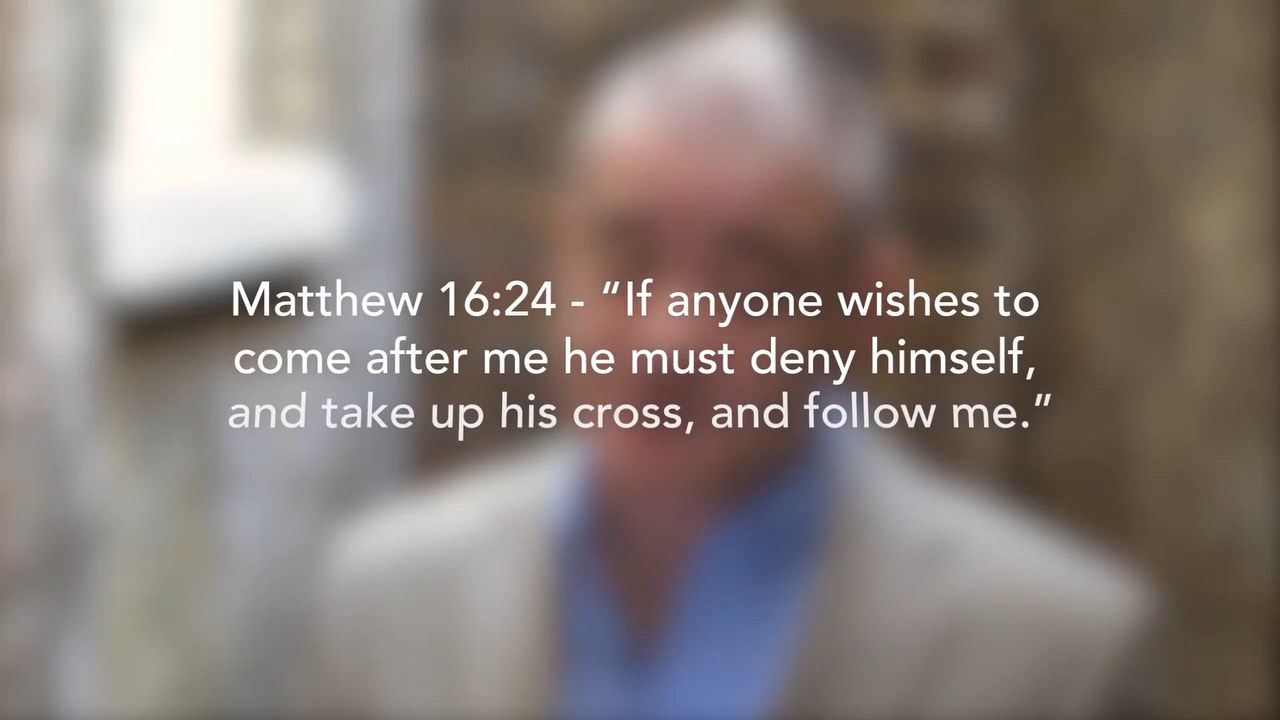 Matthew 16:24 - “If anyone wishes to
come after me he must deny himself,
and take up his cross, and follow me.”